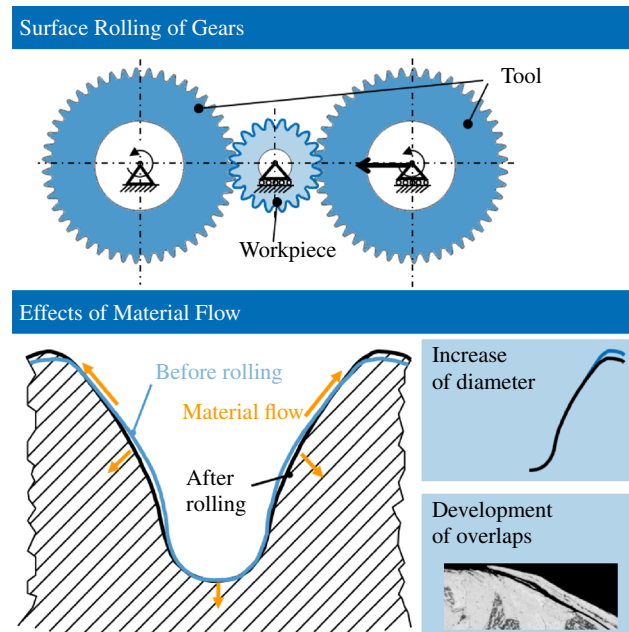 Surface Rolling of Gears
Tool
Workpiece
Effects of Material Flow
Before rolling
Material flow
After
rolling
Increase
of diameter
Development
of overlaps